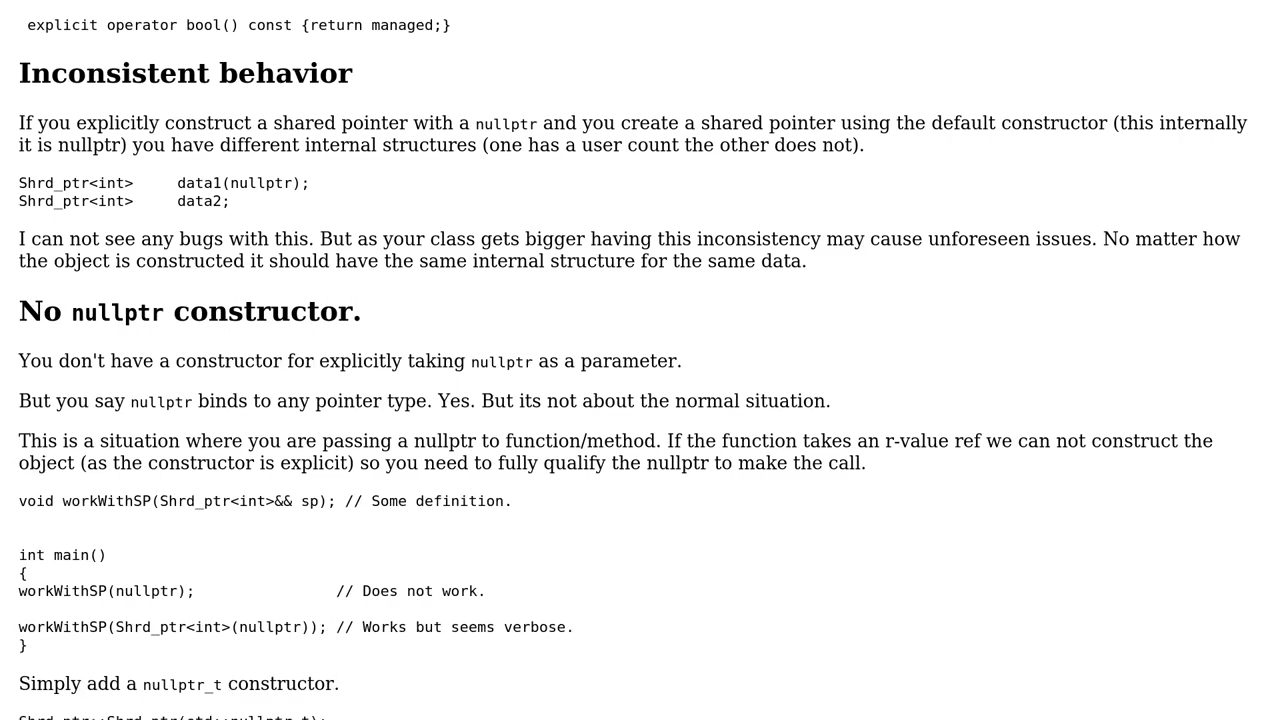 explicit operator bool() const {return managed;}
Inconsistent behavior
If you explicitly construct a shared pointer with a nullptr and you create a shared pointer using the default constructor (this internally
it is nullptr) you have different internal structures (one has a user count the other does not).
Shrd_ptr<int>     data1(nullptr);
Shrd_ptr<int>     data2;
I can not see any bugs with this. But as your class gets bigger having this inconsistency may cause unforeseen issues. No matter how
the object is constructed it should have the same internal structure for the same data.
No nullptr constructor.
You don't have a constructor for explicitly taking nullptr as a parameter.
But you say nullptr binds to any pointer type. Yes. But its not about the normal situation.
This is a situation where you are passing a nullptr to function/method. If the function takes an r-value ref we can not construct the
object (as the constructor is explicit) so you need to fully qualify the nullptr to make the call.
void workWithSP(Shrd_ptr<int>&& sp); // Some definition.
int main()
{
workWithSP(nullptr);                // Does not work.
workWithSP(Shrd_ptr<int>(nullptr)); // Works but seems verbose.
}
Simply add a nullptr_t constructor.